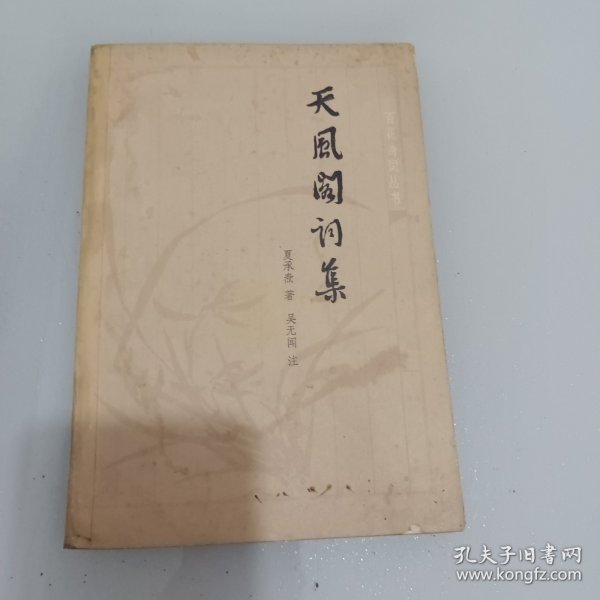 百花诗词丛书
天風閣詞集
夏承焘 著 吴无闻 注
孔夫子旧书网
www.kongfz.com